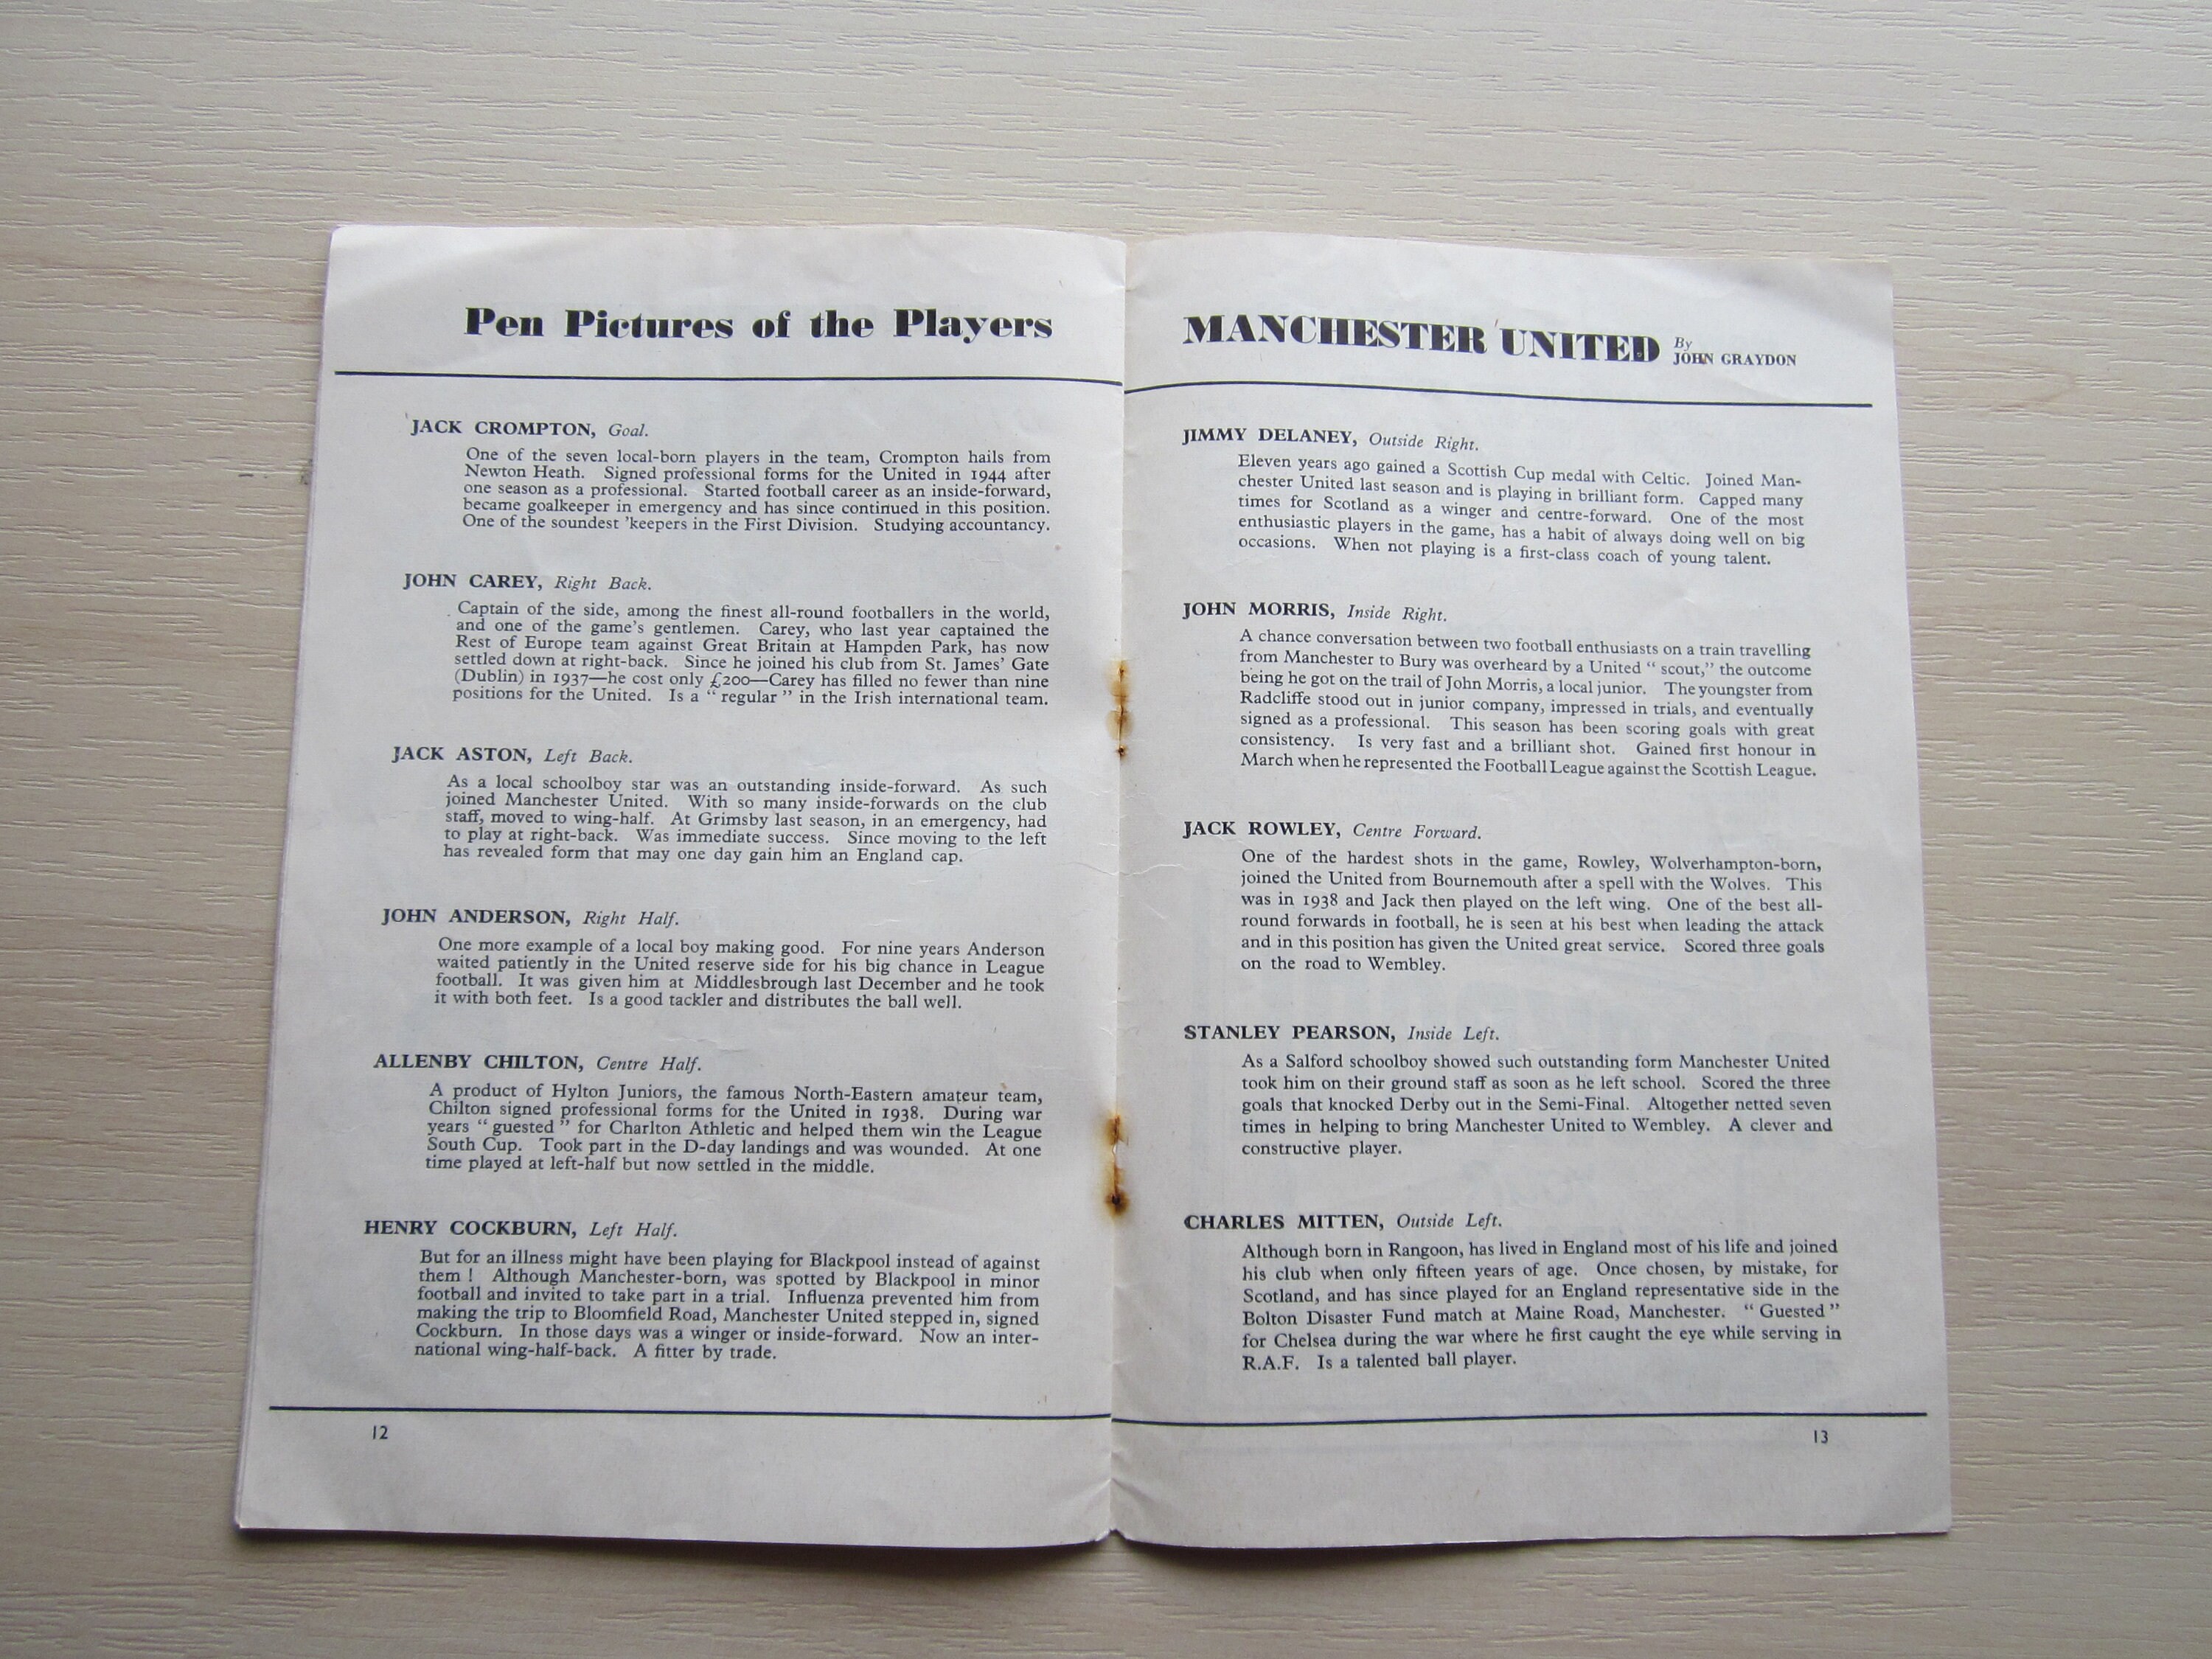 Pen Pictures of the Players
JACK CROMPTON, Goal.
One of the seven local-born players in the team, Crompton hails from
Newton Heath. Signed professional forms for the United in 1944 after
one season as a professional. Started football career as an inside-forward,
became goalkeeper in emergency and has since continued in this position.
One of the soundest 'keepers in the First Division. Studying accountancy.
JOHN CAREY, Right Back.
Captain of the side, among the finest all-round footballers in the world,
and one of the game's gentlemen. Carey, who last year captained the
Rest of Europe team against Great Britain at Hampden Park, has now
settled down at right-back. Since he joined his club from St. James' Gate
(Dublin) in 1937—he cost only £200—Carey has filled no fewer than nine
positions for the United. Is a "regular" in the Irish international team.
JACK ASTON, Left Back.
As a local schoolboy star was an outstanding inside-forward. As such
joined Manchester United. With so many inside-forwards on the club
staff, moved to wing-half. At Grimsby last season, in an emergency, had
to play at right-back. Was immediate success. Since moving to the left
has revealed form that may one day gain him an England cap.
JOHN ANDERSON, Right Half.
One more example of a local boy making good. For nine years Anderson
waited patiently in the United reserve side for his big chance in League
football. It was given him at Middlesbrough last December and he took
it with both feet. Is a good tackler and distributes the ball well.
ALLENBY CHILTON, Centre Half.
A product of Hylton Juniors, the famous North-Eastern amateur team,
Chilton signed professional forms for the United in 1938. During war
years "guested" for Charlton Athletic and helped them win the League
South Cup. Took part in the D-day landings and was wounded. At one
time played at left-half but now settled in the middle.
HENRY COCKBURN, Left Half.
But for an illness might have been playing for Blackpool instead of against
them ! Although Manchester-born, was spotted by Blackpool in minor
football and invited to take part in a trial. Influenza prevented him from
making the trip to Bloomfield Road, Manchester United stepped in, signed
Cockburn. In those days was a winger or inside-forward. Now an inter-
national wing-half-back. A fitter by trade.
12
MANCHESTER UNITED By
JOHN GRAYDON
JIMMY DELANEY, Outside Right.
Eleven years ago gained a Scottish Cup medal with Celtic. Joined Man-
chester United last season and is playing in brilliant form. Capped many
times for Scotland as a winger and centre-forward. One of the most
enthusiastic players in the game, has a habit of always doing well on big
occasions. When not playing is a first-class coach of young talent.
JOHN MORRIS, Inside Right.
A chance conversation between two football enthusiasts on a train travelling
from Manchester to Bury was overheard by a United "scout," the outcome
being he got on the trail of John Morris, a local junior. The youngster from
Radcliffe stood out in junior company, impressed in trials, and eventually
signed as a professional. This season has been scoring goals with great
consistency. Is very fast and a brilliant shot. Gained first honour in
March when he represented the Football League against the Scottish League.
JACK ROWLEY, Centre Forward.
One of the hardest shots in the game, Rowley, Wolverhampton-born,
joined the United from Bournemouth after a spell with the Wolves. This
was in 1938 and Jack then played on the left wing. One of the best all-
round forwards in football, he is seen at his best when leading the attack
and in this position has given the United great service. Scored three goals
on the road to Wembley.
STANLEY PEARSON, Inside Left.
As a Salford schoolboy showed such outstanding form Manchester United
took him on their ground staff as soon as he left school. Scored the three
goals that knocked Derby out in the Semi-Final. Altogether netted seven
times in helping to bring Manchester United to Wembley. A clever and
constructive player.
CHARLES MITTEN, Outside Left.
Although born in Rangoon, has lived in England most of his life and joined
his club when only fifteen years of age. Once chosen, by mistake, for
Scotland, and has since played for an England representative side in the
Bolton Disaster Fund match at Maine Road, Manchester. "Guested"
for Chelsea during the war where he first caught the eye while serving in
R.A.F. Is a talented ball player.
13